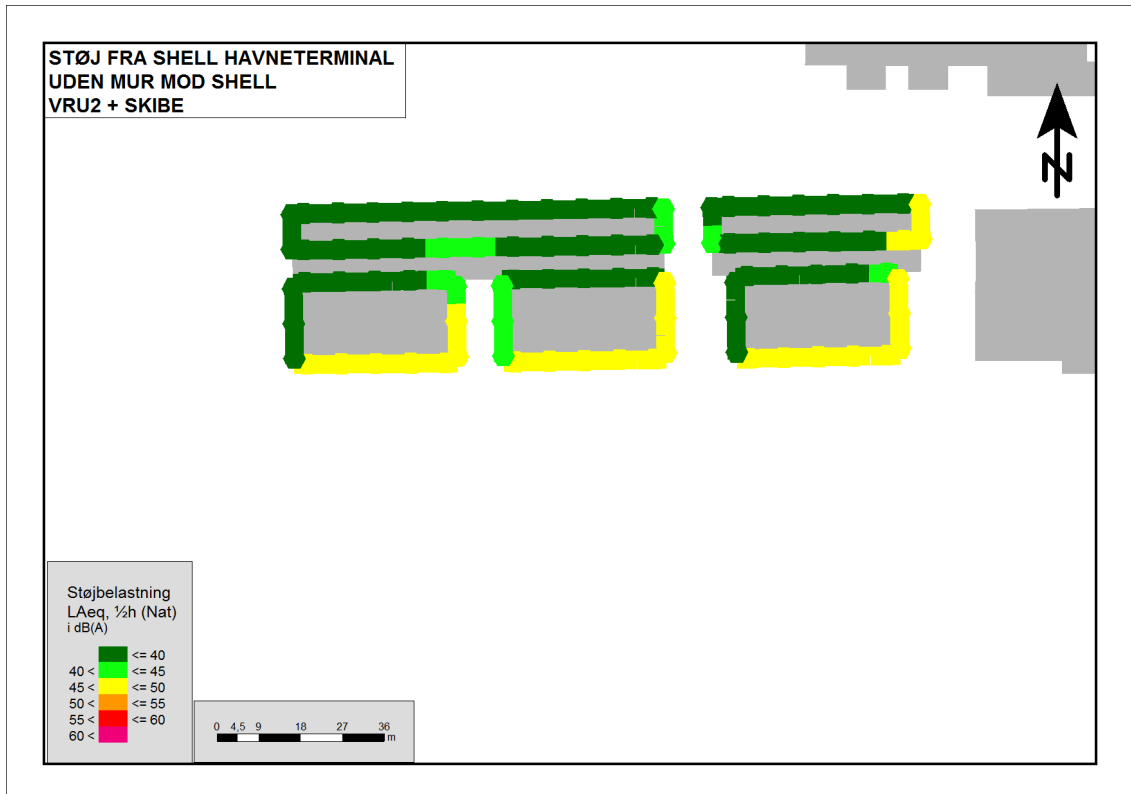 STØJ FRA SHELL HAVNETERMINAL
UDEN MUR MOD SHELL
VRU2 + SKIBE
N
Støjbelastning
LAeq, ½h (Nat)
i dB(A)
<= 40
40 < <= 45
45 < <= 50
50 < <= 55
55 < <= 60
60 <
0 4,5 9 18 27 36
m